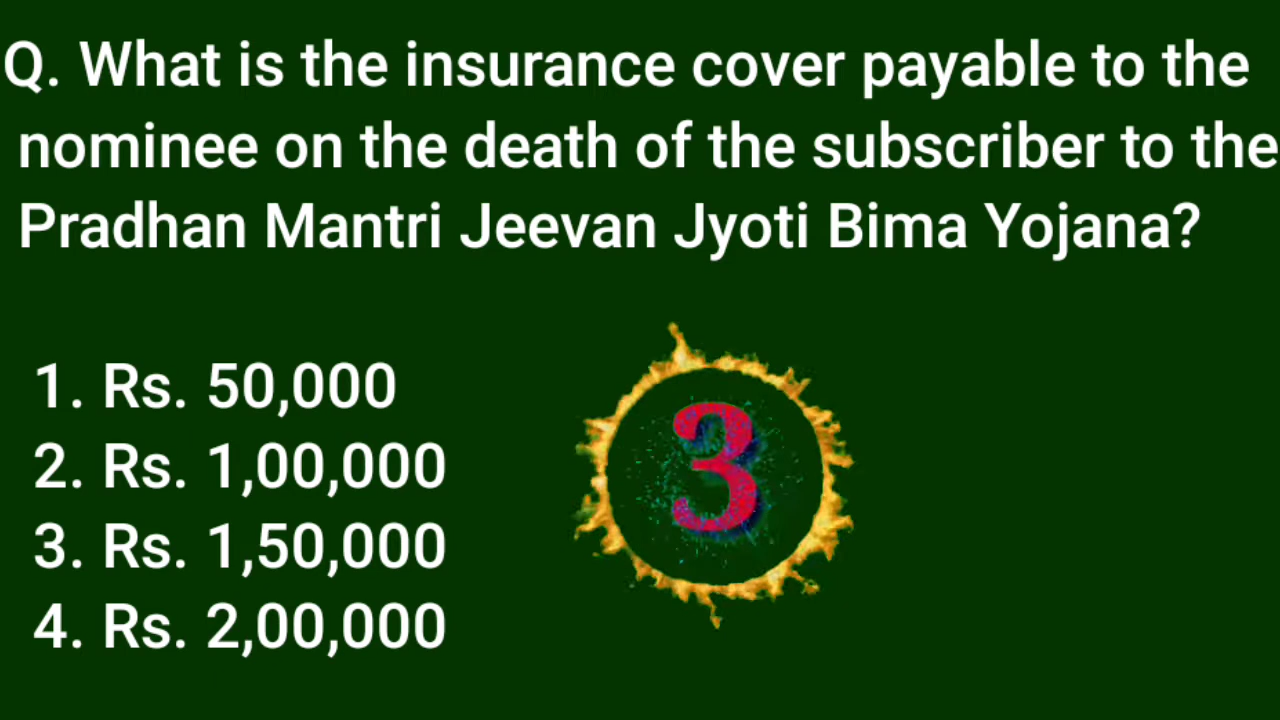 Q. What is the insurance cover payable to the
nominee on the death of the subscriber to the
Pradhan Mantri Jeevan Jyoti Bima Yojana?
1. Rs. 50,000
2. Rs. 1,00,000
3. Rs. 1,50,000
4. Rs. 2,00,000
3